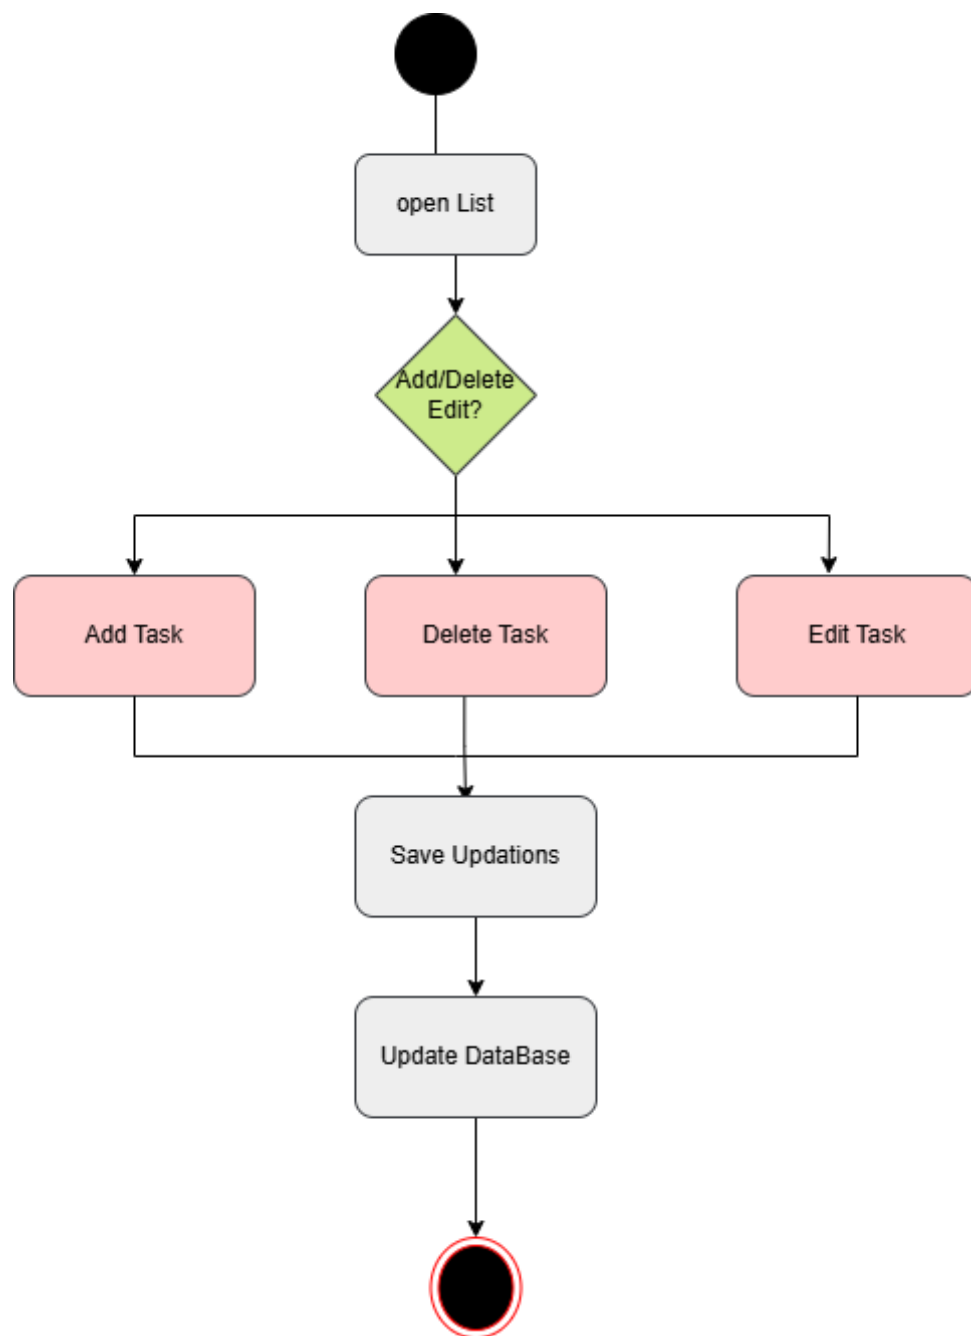 open List
Add/Delete
Edit?
Add Task
Delete Task
Edit Task
Save Updations
Update DataBase